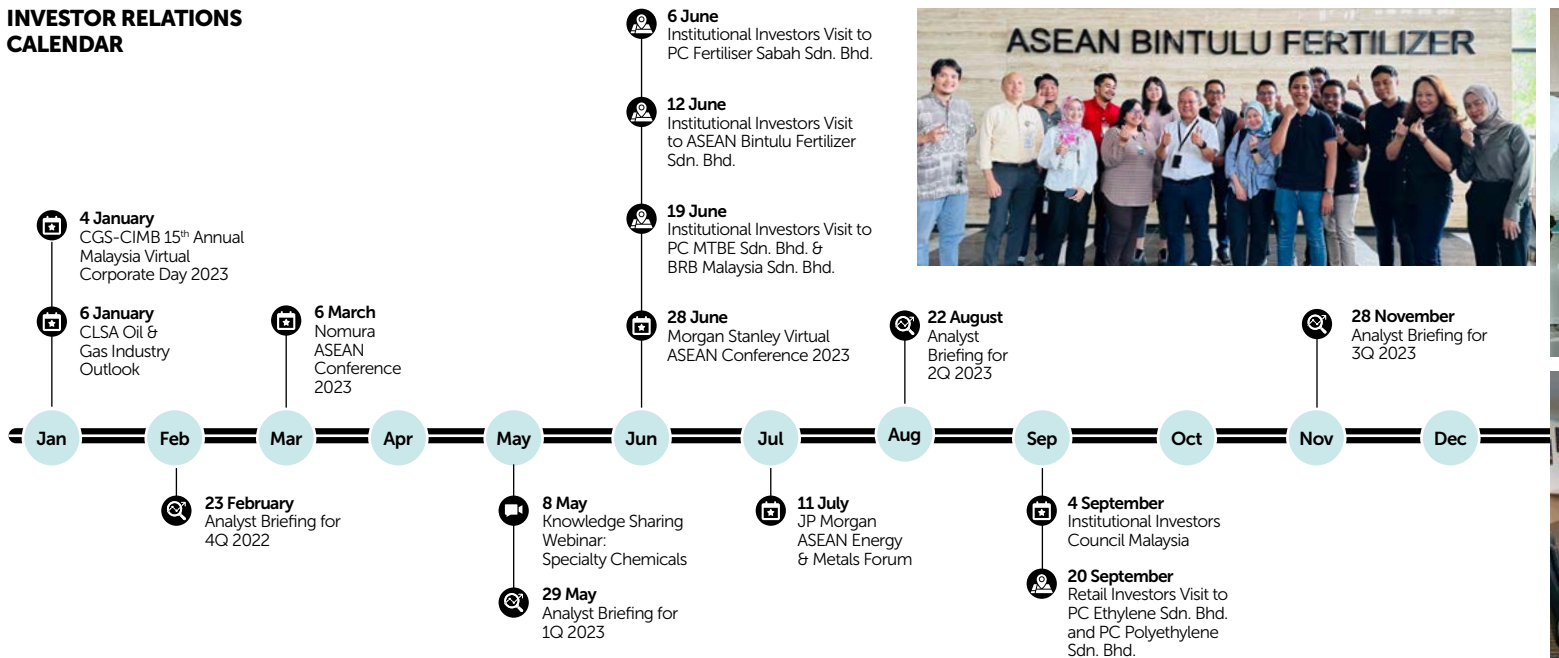 INVESTOR RELATIONS
CALENDAR
ASEAN BINTULU FERTILIZER
4 January
CGS-CIMB 15th Annual
Malaysia Virtual
Corporate Day 2023
6 January
CLSA Oil &
Gas Industry
Outlook
6 March
Nomura
ASEAN
Conference
2023
6 June
Institutional Investors Visit to
PC Fertiliser Sabah Sdn. Bhd.
12 June
Institutional Investors Visit
to ASEAN Bintulu Fertilizer
Sdn. Bhd.
19 June
Institutional Investors Visit to
PC MTBE Sdn. Bhd. &
BRB Malaysia Sdn. Bhd.
28 June
Morgan Stanley Virtual
ASEAN Conference 2023
22 August
Analyst
Briefing for
2Q 2023
28 November
Analyst Briefing for
3Q 2023
Jan
Feb
Mar
Apr
May
Jun
Jul
Aug
Sep
Oct
Nov
Dec
23 February
Analyst Briefing for
4Q 2022
8 May
Knowledge Sharing
Webinar:
Specialty Chemicals
29 May
Analyst Briefing for
1Q 2023
11 July
JP Morgan
ASEAN Energy
& Metals Forum
4 September
Institutional Investors
Council Malaysia
20 September
Retail Investors Visit to
PC Ethylene Sdn. Bhd.
and PC Polyethylene
Sdn. Bhd.